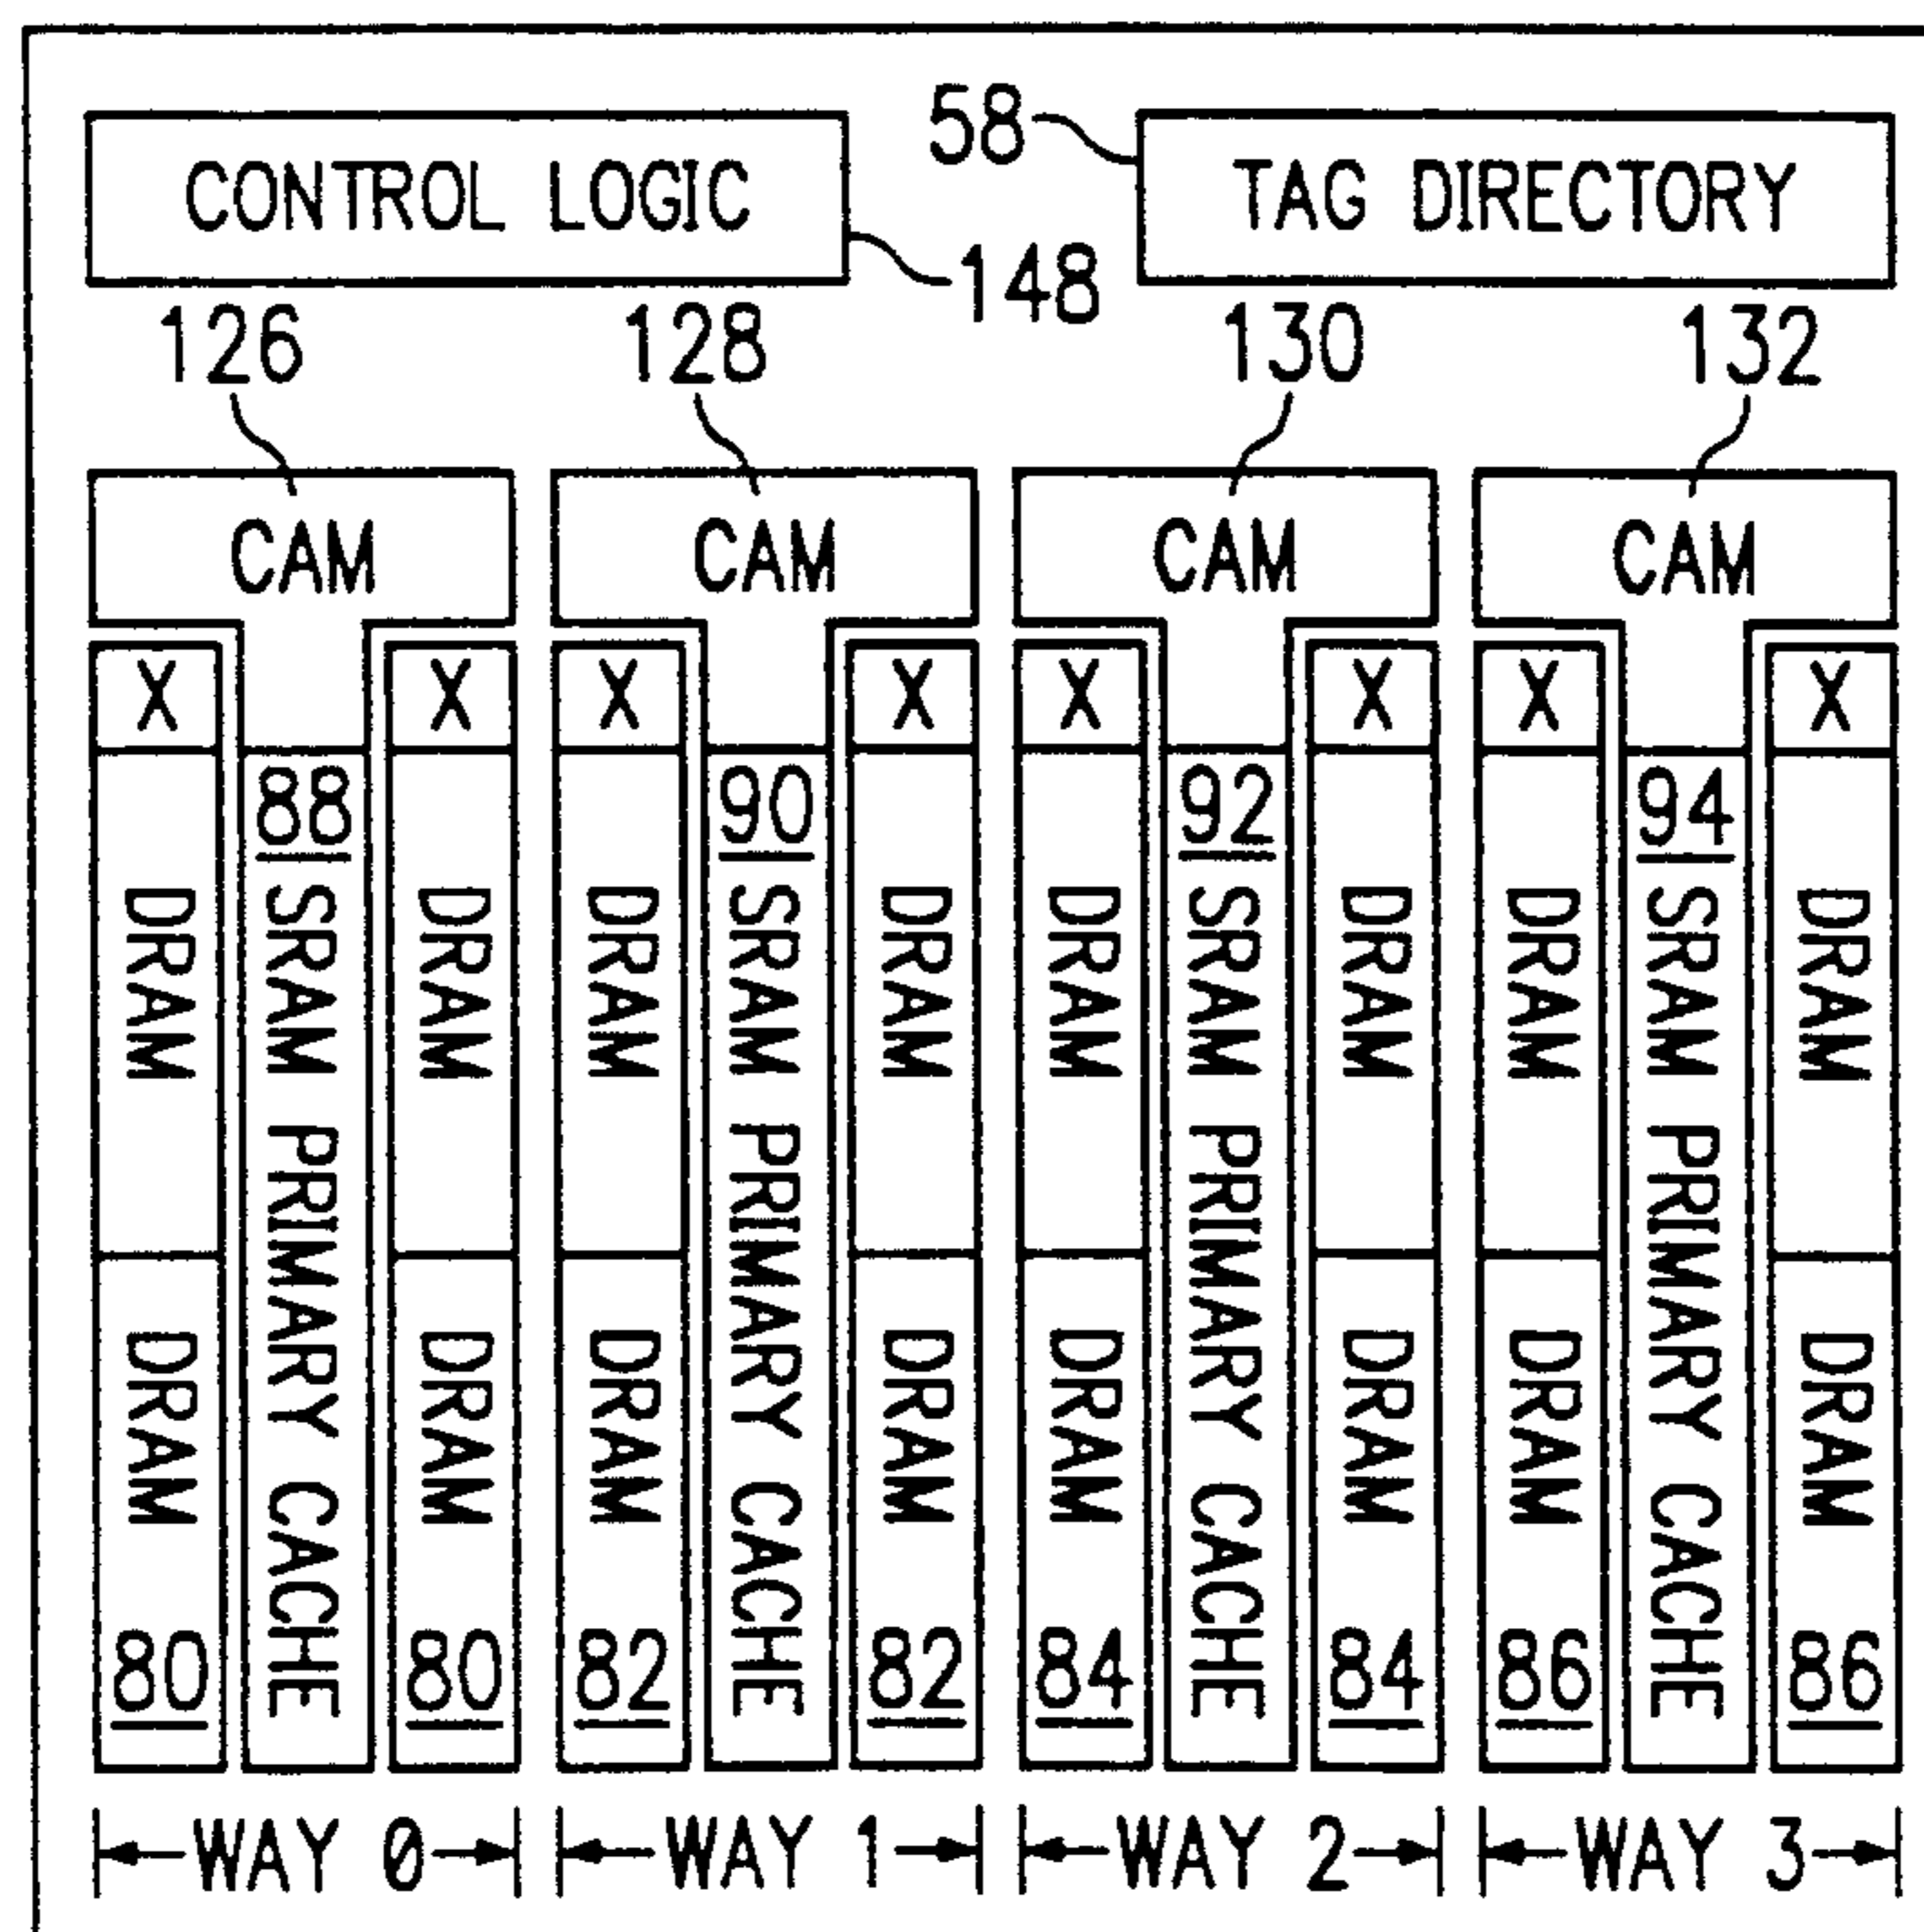 CONTROL LOGIC
148
58
TAG DIRECTORY
126
128
130
132
CAM
CAM
CAM
CAM
X
X
X
X
X
X
X
X
88
90
92
94
DRAM
SRAM PRIMARY CACHE
DRAM
DRAM
SRAM PRIMARY CACHE
DRAM
DRAM
SRAM PRIMARY CACHE
DRAM
DRAM
SRAM PRIMARY CACHE
DRAM
DRAM
DRAM
DRAM
DRAM
DRAM
DRAM
DRAM
DRAM
80
80
82
82
84
84
86
86
WAY 0
WAY 1
WAY 2
WAY 3